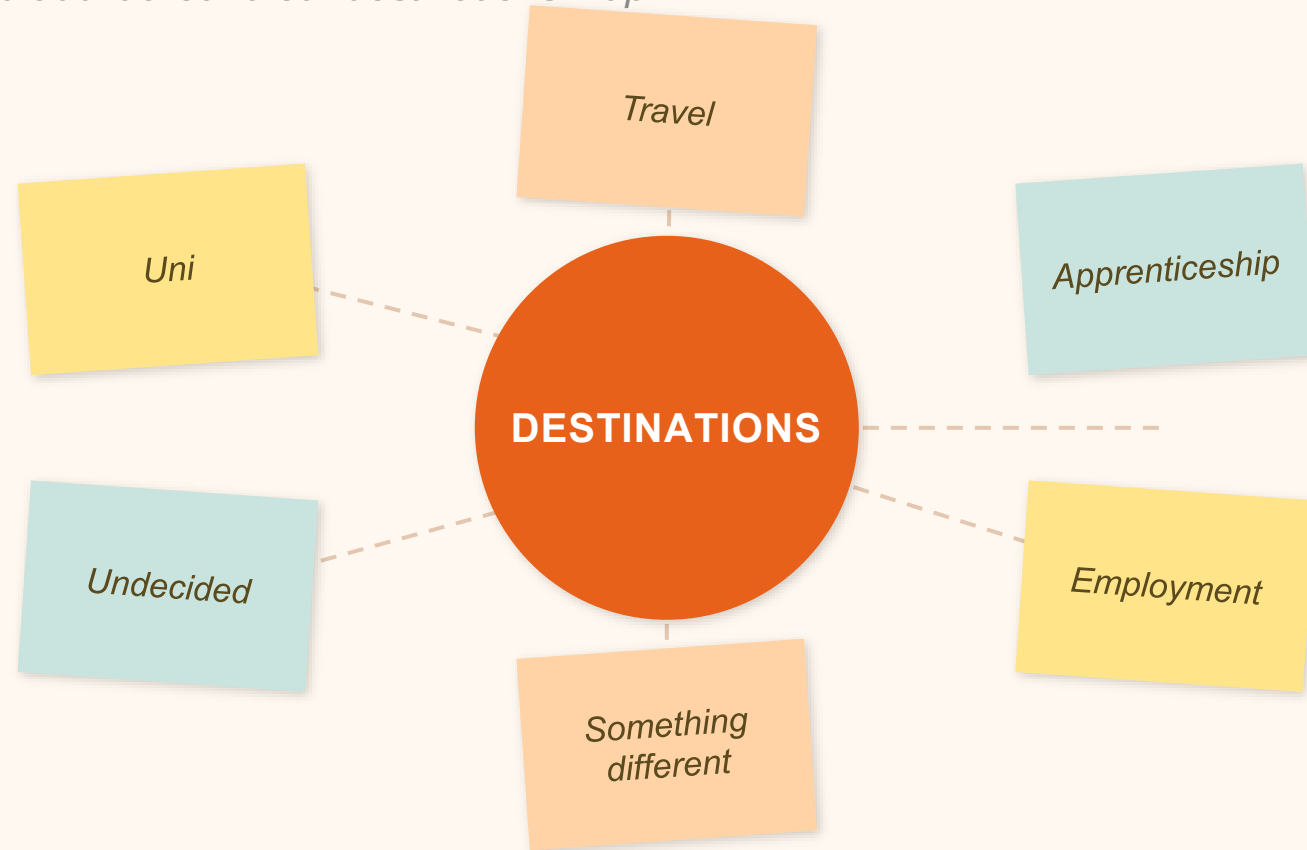 Travel
Uni
Apprenticeship
DESTINATIONS
Undecided
Employment
Something
different